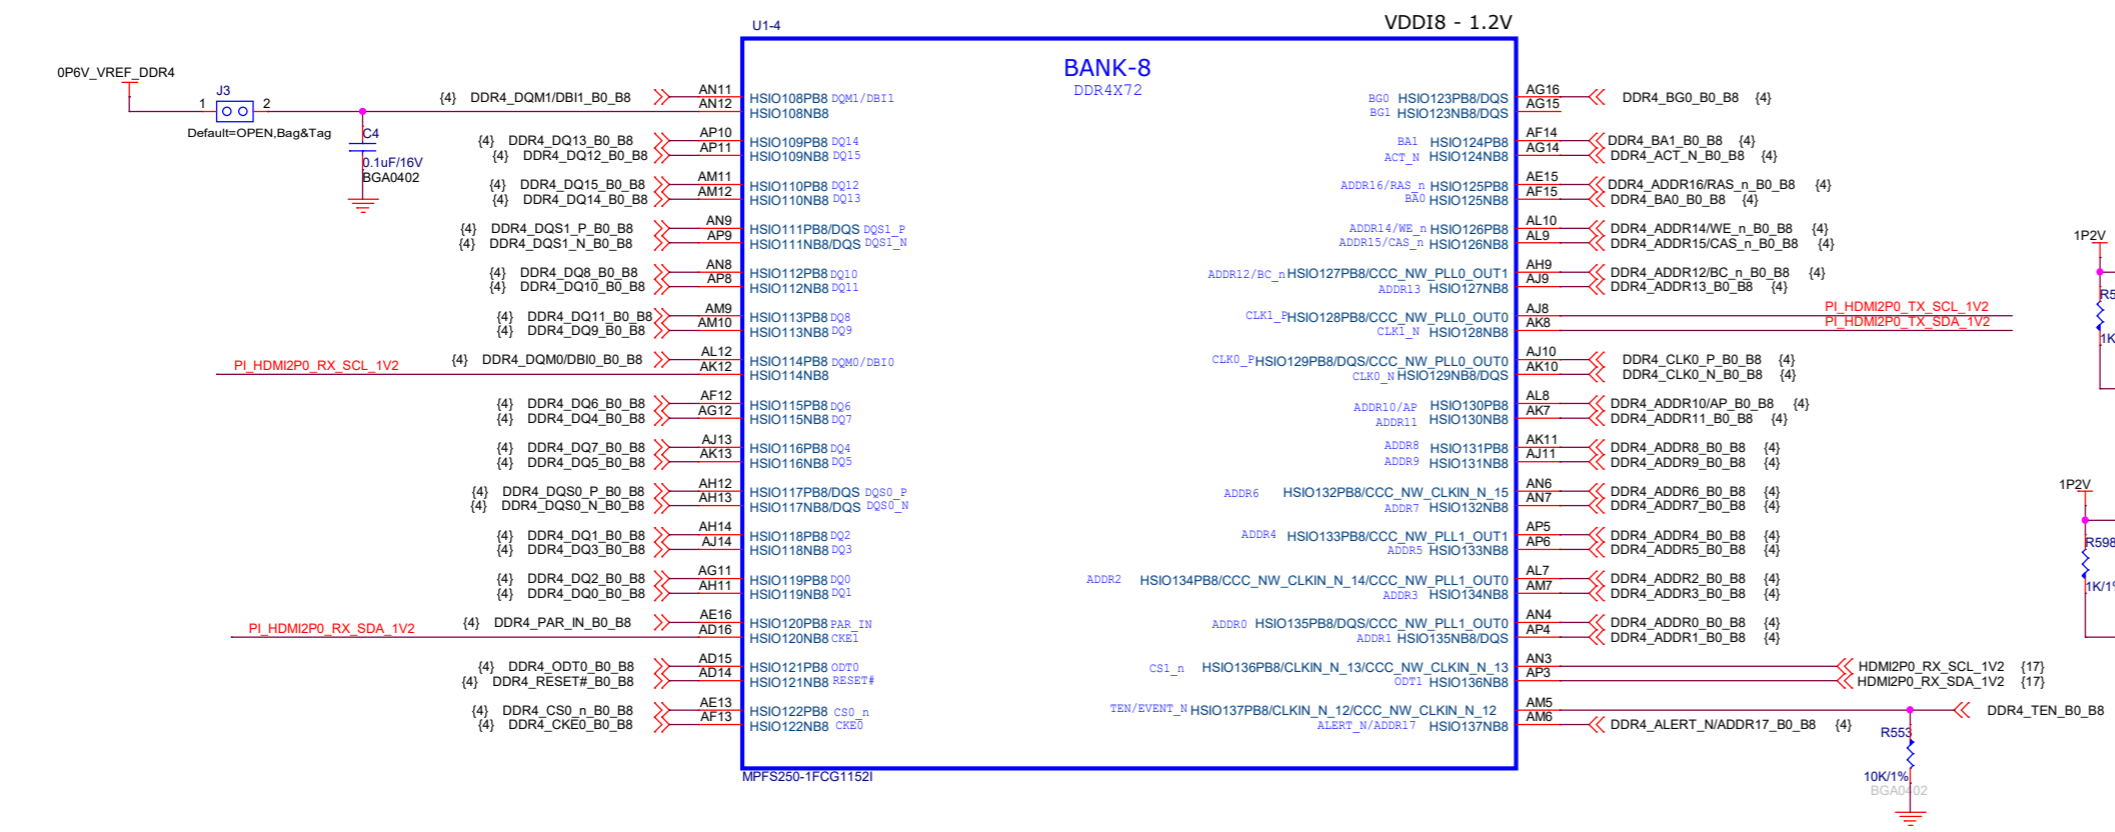 U1-4
VDDI8 - 1.2V
BANK-8
DDR4X72
0P6V_VREF_DDR4
J3
1 2
Default=OPEN,Bag&Tag
C4
0.1uF/16V
BGA0402
{4} DDR4_DQM1/DBI1_B0_B8 AN11 HSIO108PB8 DQM1/DBI1
AN12 HSIO108NB8
{4} DDR4_DQ13_B0_B8 AP10 HSIO109PB8 DQ14
{4} DDR4_DQ12_B0_B8 AP11 HSIO109NB8 DQ15
{4} DDR4_DQ15_B0_B8 AM11 HSIO110PB8 DQ12
{4} DDR4_DQ14_B0_B8 AM12 HSIO110NB8 DQ13
{4} DDR4_DQS1_P_B0_B8 AN9 HSIO111PB8/DQS DQS1_P
{4} DDR4_DQS1_N_B0_B8 AP9 HSIO111NB8/DQS DQS1_N
{4} DDR4_DQ8_B0_B8 AN8 HSIO112PB8 DQ10
{4} DDR4_DQ10_B0_B8 AP8 HSIO112NB8 DQ11
{4} DDR4_DQ11_B0_B8 AM9 HSIO113PB8 DQ8
{4} DDR4_DQ9_B0_B8 AM10 HSIO113NB8 DQ9
{4} DDR4_DQM0/DBI0_B0_B8 AL12 HSIO114PB8 DQM0/DBI0
PI_HDMI2P0_RX_SCL_1V2 AK12 HSIO114NB8
{4} DDR4_DQ6_B0_B8 AF12 HSIO115PB8 DQ6
{4} DDR4_DQ4_B0_B8 AG12 HSIO115NB8 DQ7
{4} DDR4_DQ7_B0_B8 AJ13 HSIO116PB8 DQ4
{4} DDR4_DQ5_B0_B8 AK13 HSIO116NB8 DQ5
{4} DDR4_DQS0_P_B0_B8 AH12 HSIO117PB8/DQS DQS0_P
{4} DDR4_DQS0_N_B0_B8 AH13 HSIO117NB8/DQS DQS0_N
{4} DDR4_DQ1_B0_B8 AH14 HSIO118PB8 DQ2
{4} DDR4_DQ3_B0_B8 AJ14 HSIO118NB8 DQ3
{4} DDR4_DQ2_B0_B8 AG11 HSIO119PB8 DQ0
{4} DDR4_DQ0_B0_B8 AH11 HSIO119NB8 DQ1
{4} DDR4_PAR_IN_B0_B8 AE16 HSIO120PB8 PAR_IN
PI_HDMI2P0_RX_SDA_1V2 AD16 HSIO120NB8 CKE1
{4} DDR4_ODT0_B0_B8 AD15 HSIO121PB8 ODT0
{4} DDR4_RESET#_B0_B8 AD14 HSIO121NB8 RESET#
{4} DDR4_CS0_n_B0_B8 AE13 HSIO122PB8 CS0_n
{4} DDR4_CKE0_B0_B8 AF13 HSIO122NB8 CKE0
MPFS250-1FCG1152I
BG0 HSIO123PB8/DQS AG16 DDR4_BG0_B0_B8 {4}
BG1 HSIO123NB8/DQS AG15
BA1 HSIO124PB8 AF14 DDR4_BA1_B0_B8 {4}
ACT_N HSIO124NB8 AG14 DDR4_ACT_N_B0_B8 {4}
ADDR16/RAS_n HSIO125PB8 AE15 DDR4_ADDR16/RAS_n_B0_B8 {4}
BA0 HSIO125NB8 AF15 DDR4_BA0_B0_B8 {4}
ADDR14/WE_n HSIO126PB8 AL10 DDR4_ADDR14/WE_n_B0_B8 {4}
ADDR15/CAS_n HSIO126NB8 AL9 DDR4_ADDR15/CAS_n_B0_B8 {4}
ADDR12/BC_n HSIO127PB8/CCC_NW_PLL0_OUT1 AH9 DDR4_ADDR12/BC_n_B0_B8 {4}
ADDR13 HSIO127NB8 AJ9 DDR4_ADDR13_B0_B8 {4}
CLK1_P HSIO128PB8/CCC_NW_PLL0_OUT0 AJ8 PI_HDMI2P0_TX_SCL_1V2
CLK1_N HSIO128NB8 AK8 PI_HDMI2P0_TX_SDA_1V2
CLK0_P HSIO129PB8/DQS/CCC_NW_PLL0_OUT0 AJ10 DDR4_CLK0_P_B0_B8 {4}
CLK0_N HSIO129NB8/DQS AK10 DDR4_CLK0_N_B0_B8 {4}
ADDR10/AP HSIO130PB8 AL8 DDR4_ADDR10/AP_B0_B8 {4}
ADDR11 HSIO130NB8 AK7 DDR4_ADDR11_B0_B8 {4}
ADDR8 HSIO131PB8 AK11 DDR4_ADDR8_B0_B8 {4}
ADDR9 HSIO131NB8 AJ11 DDR4_ADDR9_B0_B8 {4}
ADDR6 HSIO132PB8/CCC_NW_CLKIN_N_15 AN6 DDR4_ADDR6_B0_B8 {4}
ADDR7 HSIO132NB8 AN7 DDR4_ADDR7_B0_B8 {4}
ADDR4 HSIO133PB8/CCC_NW_PLL1_OUT1 AP5 DDR4_ADDR4_B0_B8 {4}
ADDR5 HSIO133NB8 AP6 DDR4_ADDR5_B0_B8 {4}
ADDR2 HSIO134PB8/CCC_NW_CLKIN_N_14/CCC_NW_PLL1_OUT0 AL7 DDR4_ADDR2_B0_B8 {4}
ADDR3 HSIO134NB8 AM7 DDR4_ADDR3_B0_B8 {4}
ADDR0 HSIO135PB8/DQS/CCC_NW_PLL1_OUT0 AN4 DDR4_ADDR0_B0_B8 {4}
ADDR1 HSIO135NB8/DQS AP4 DDR4_ADDR1_B0_B8 {4}
CS1_n HSIO136PB8/CLKIN_N_13/CCC_NW_CLKIN_N_13 AN3 HDMI2P0_RX_SCL_1V2 {17}
ODT1 HSIO136NB8 AP3 HDMI2P0_RX_SDA_1V2 {17}
TEN/EVENT_N HSIO137PB8/CLKIN_N_12/CCC_NW_CLKIN_N_12 AM5 DDR4_TEN_B0_B8
ALERT_N/ADDR17 HSIO137NB8 AM6 DDR4_ALERT_N/ADDR17_B0_B8 {4}
R553
10K/1%
BGA0402
1P2V
1K
1P2V
R598